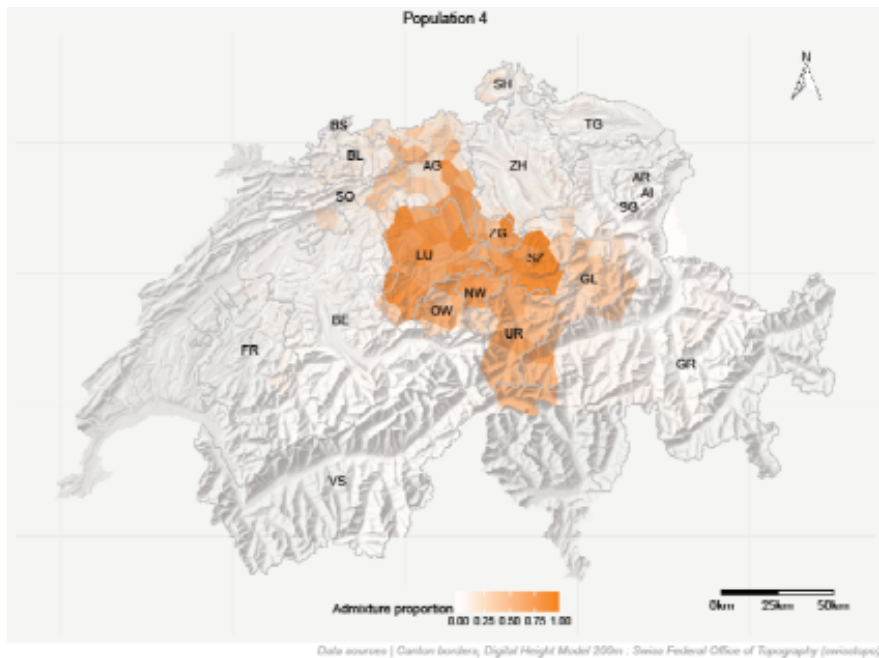 Population 4
N
SH
BS
TG
BL
AG
ZH
AR
AI
SO
SG
ZG
LU
SZ
GL
NW
OW
BE
UR
FR
GR
VS
Admixture proportion
0.00 0.25 0.50 0.75 1.00
0km 25km 50km
Data sources | Canton borders, Digital Height Model 200m : Swiss Federal Office of Topography (swisstopo)